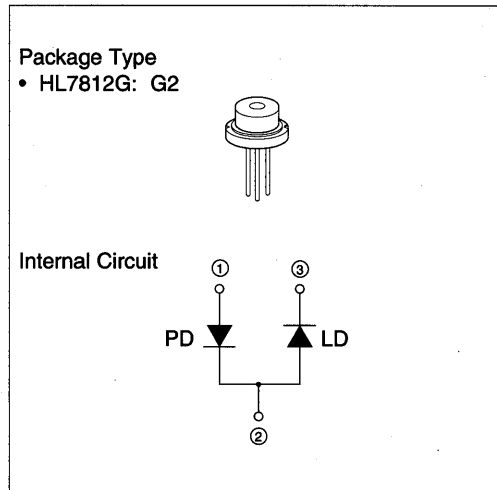 Package Type
• HL7812G: G2
Internal Circuit
① ③
PD LD
②